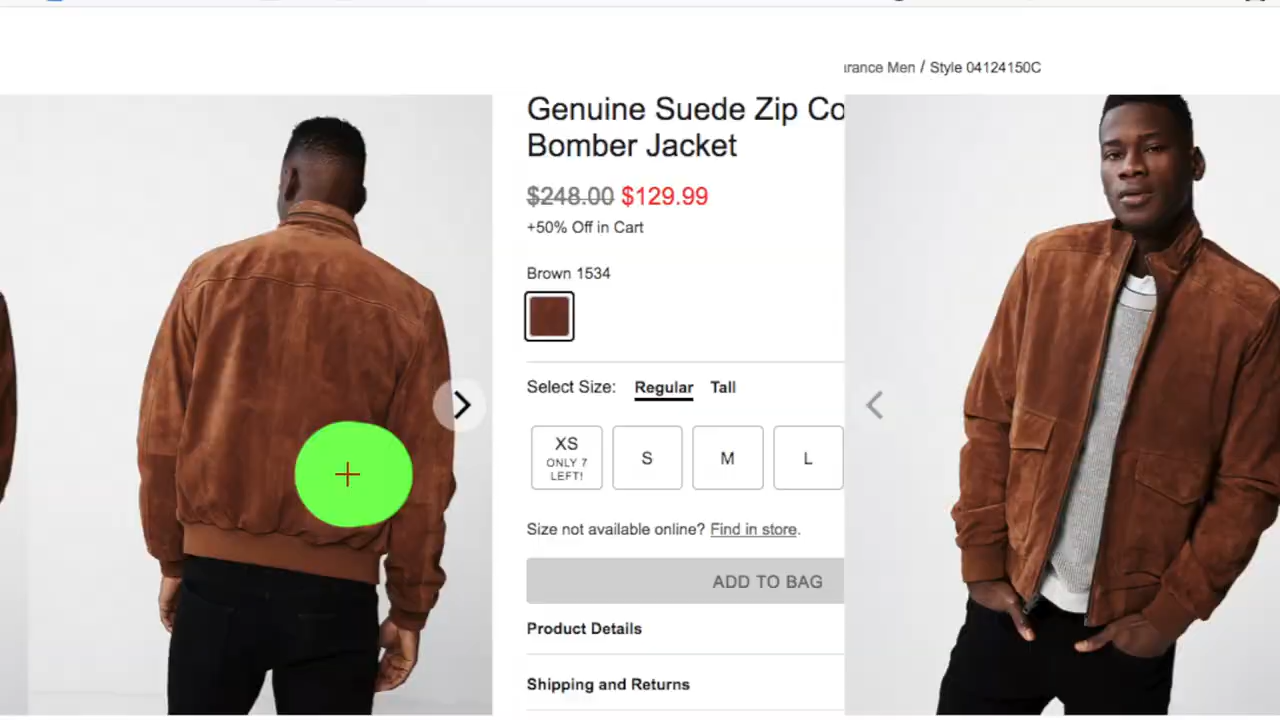 rance Men / Style 04124150C
Genuine Suede Zip Co
Bomber Jacket
$248.00 $129.99
+50% Off in Cart
Brown 1534
Select Size: Regular Tall
XS
ONLY 7
LEFT!
S
M
L
Size not available online? Find in store.
ADD TO BAG
Product Details
Shipping and Returns